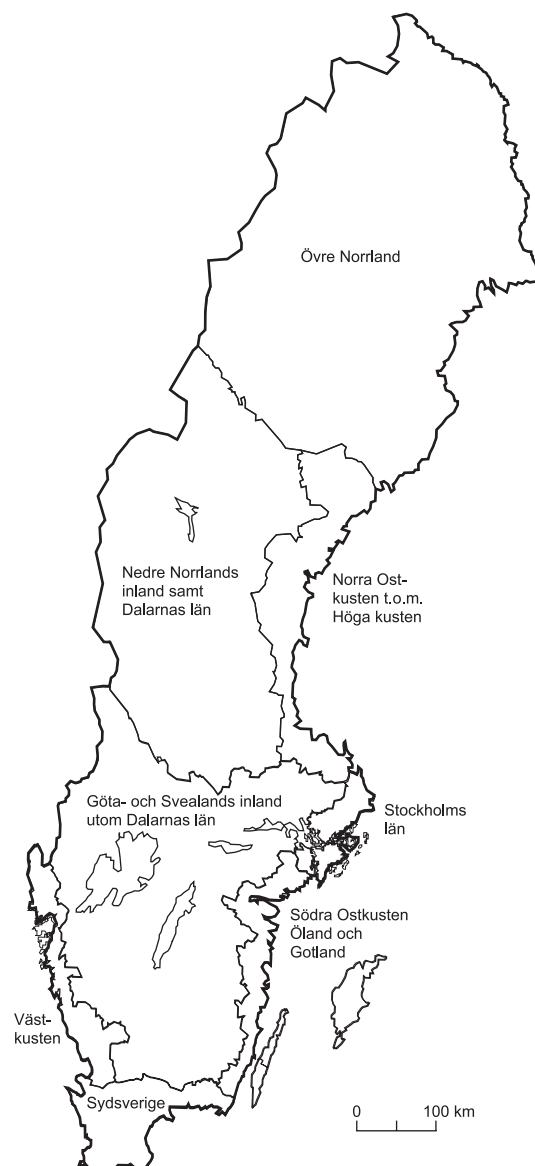 Övre Norrland
Nedre Norrlands
inland samt
Dalarnas län
Norra Ost-
kusten t.o.m.
Höga kusten
Göta- och Svealands inland
utom Dalarnas län
Stockholms
län
Södra Ostkusten
Öland och
Gotland
Väst-
kusten
Sydsverige
0 100 km